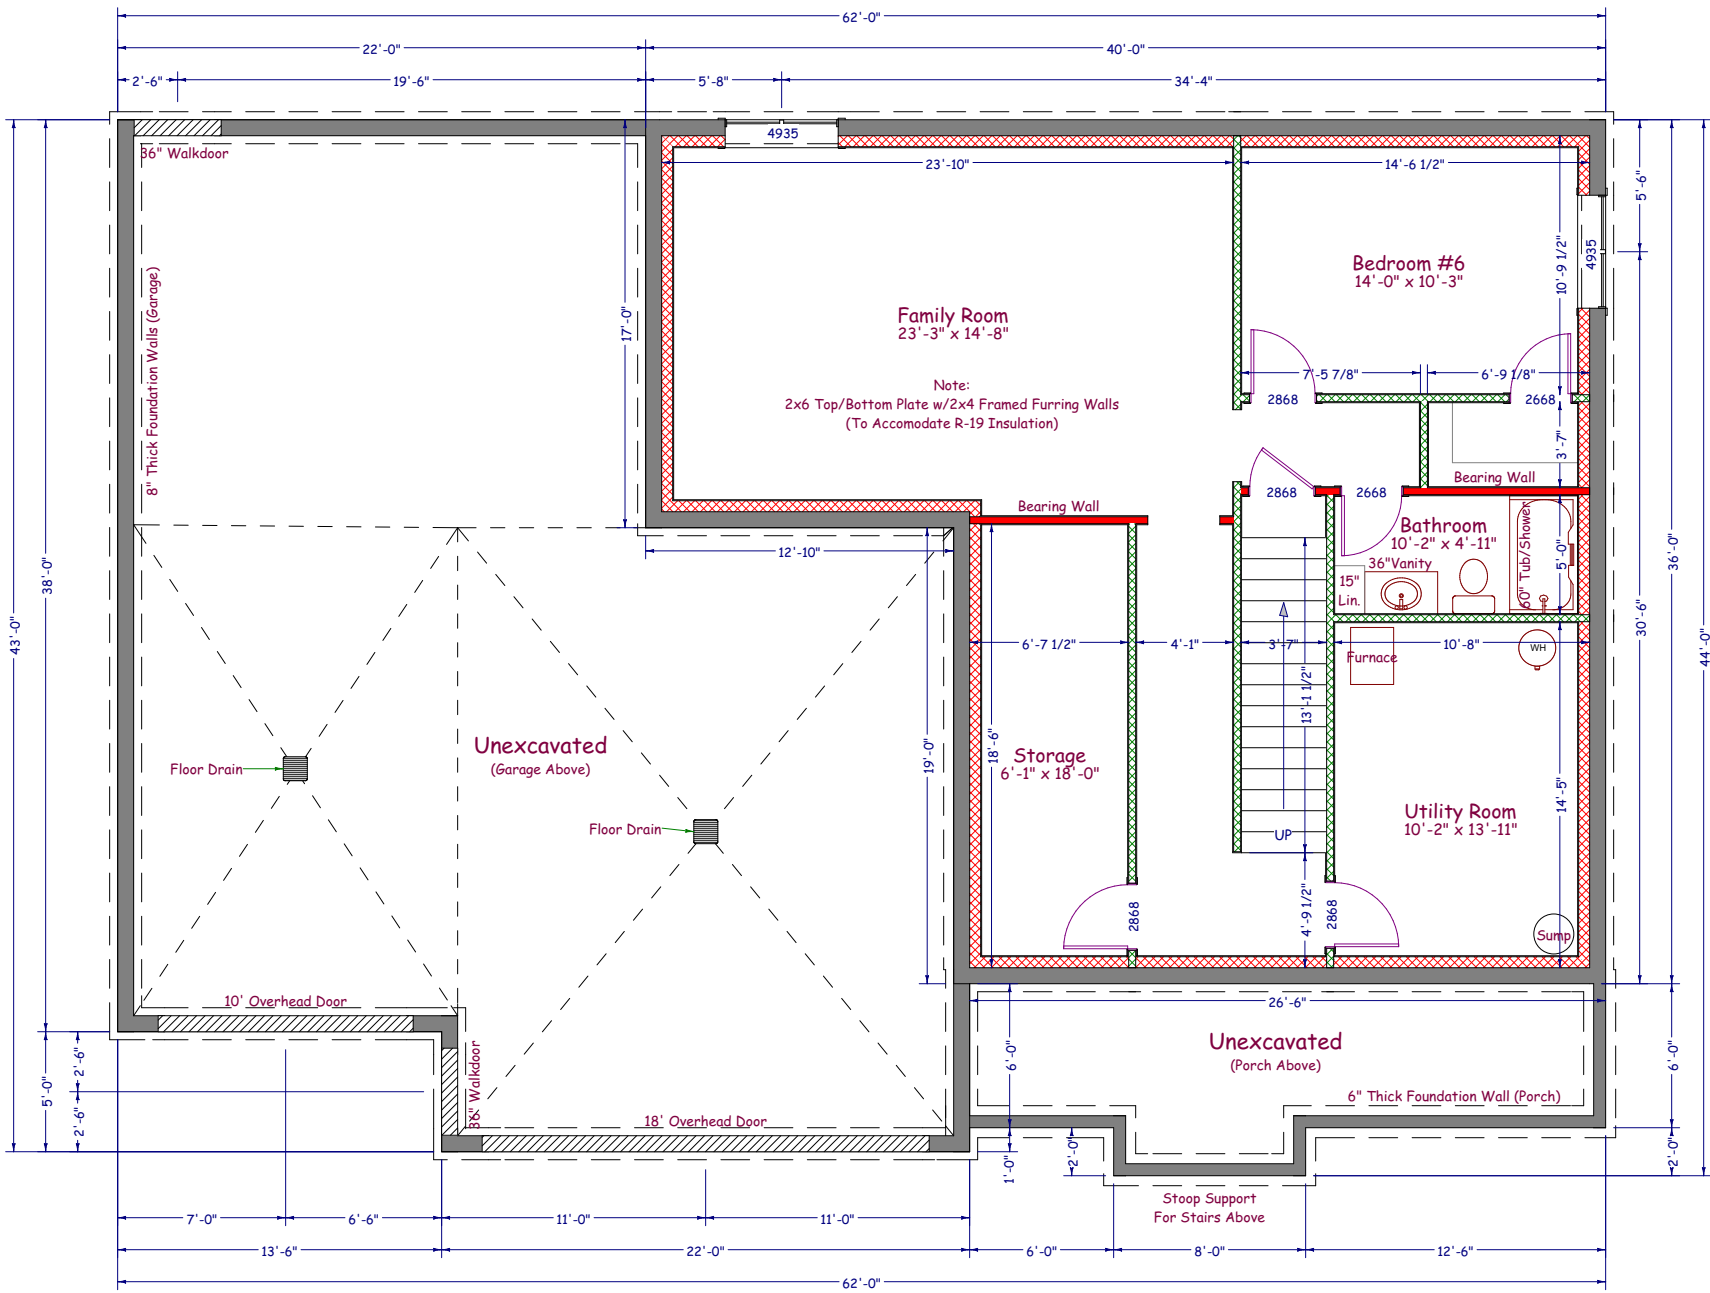 62'-0"
22'-0"
40'-0"
2'-6"
19'-6"
5'-8"
34'-4"
4935
36" Walkdoor
23'-10"
14'-6 1/2"
5'-6"
4935
10'-9 1/2"
Bedroom #6
14'-0" x 10'-3"
8" Thick Foundation Walls (Garage)
17'-0"
Family Room
23'-3" x 14'-8"
Note:
2x6 Top/Bottom Plate w/2x4 Framed Furring Walls
(To Accomodate R-19 Insulation)
7'-5 7/8"
6'-9 1/8"
2868
2668
3'-7"
Bearing Wall
2868
2668
Bearing Wall
Bathroom
10'-2" x 4'-11"
36"Vanity
15"
Lin.
60" Tub/Shower
5'-0"
12'-10"
43'-0"
38'-0"
36'-0"
30'-6"
44'-0"
6'-7 1/2"
4'-1"
3'-7"
10'-8"
Furnace
WH
13'-1 1/2"
18'-6"
19'-0"
Unexcavated
(Garage Above)
Floor Drain
Floor Drain
Storage
6'-1" x 18'-0"
Utility Room
10'-2" x 13'-11"
14'-5"
UP
2868
4'-9 1/2"
2868
Sump
10' Overhead Door
26'-6"
Unexcavated
(Porch Above)
6" Thick Foundation Wall (Porch)
6'-0"
6'-0"
36" Walkdoor
18' Overhead Door
5'-0"
2'-6"
2'-6"
1'-0"
2'-0"
2'-0"
Stoop Support
For Stairs Above
7'-0"
6'-6"
11'-0"
11'-0"
13'-6"
22'-0"
6'-0"
8'-0"
12'-6"
62'-0"